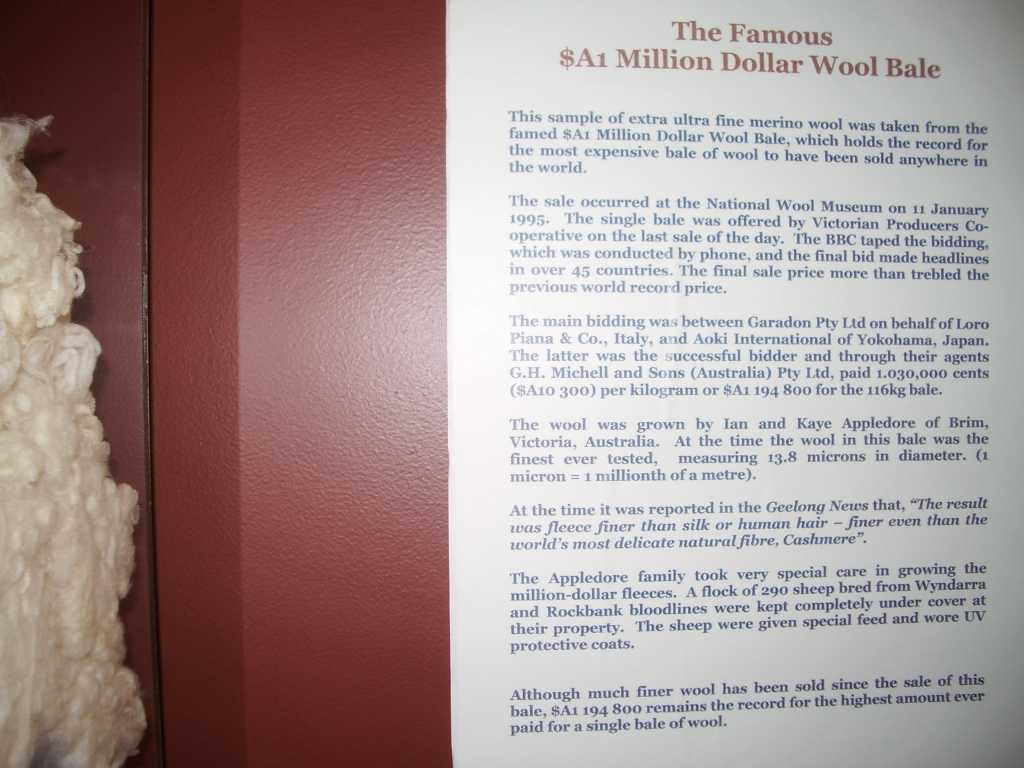 The Famous
$A1 Million Dollar Wool Bale
This sample of extra ultra fine merino wool was taken from the
famed $A1 Million Dollar Wool Bale, which holds the record for
the most expensive bale of wool to have been sold anywhere in
the world.
The sale occurred at the National Wool Museum on 11 January
1995. The single bale was offered by Victorian Producers Co-
operative on the last sale of the day. The BBC taped the bidding,
which was conducted by phone, and the final bid made headlines
in over 45 countries. The final sale price more than trebled the
previous world record price.
The main bidding was between Garadon Pty Ltd on behalf of Loro
Piana & Co., Italy, and Aoki International of Yokohama, Japan.
The latter was the successful bidder and through their agents
G.H. Michell and Sons (Australia) Pty Ltd, paid 1.030,000 cents
($A10 300) per kilogram or $A1 194 800 for the 116kg bale.
The wool was grown by Ian and Kaye Appledore of Brim,
Victoria, Australia. At the time the wool in this bale was the
finest ever tested, measuring 13.8 microns in diameter. (1
micron = 1 millionth of a metre).
At the time it was reported in the Geelong News that, “The result
was fleece finer than silk or human hair – finer even than the
world’s most delicate natural fibre, Cashmere”.
The Appledore family took very special care in growing the
million-dollar fleeces. A flock of 290 sheep bred from Wyndarra
and Rockbank bloodlines were kept completely under cover at
their property. The sheep were given special feed and wore UV
protective coats.
Although much finer wool has been sold since the sale of this
bale, $A1 194 800 remains the record for the highest amount ever
paid for a single bale of wool.